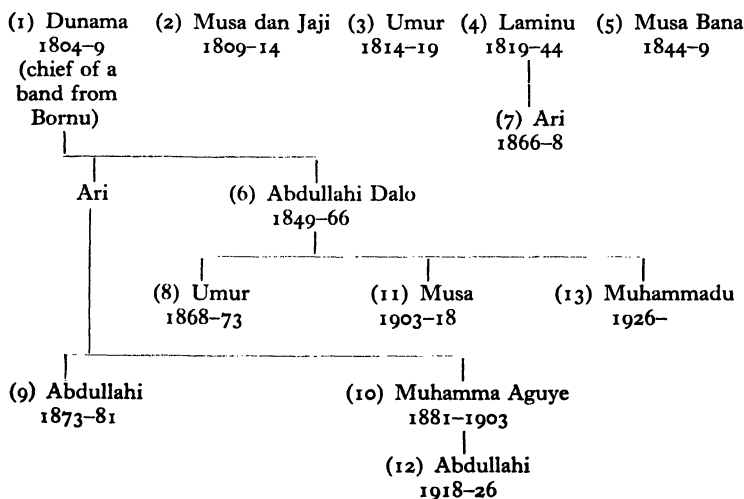 (1) Dunama (2) Musa dan Jaji (3) Umur (4) Laminu (5) Musa Bana
1804–9 1809–14 1814–19 1819–44 1844–9
(chief of a
band from
Bornu)
(7) Ari
1866–8
Ari (6) Abdullahi Dalo
1849–66
(8) Umur (11) Musa (13) Muhammadu
1868–73 1903–18 1926–
(9) Abdullahi (10) Muhamma Aguye
1873–81 1881–1903
(12) Abdullahi
1918–26